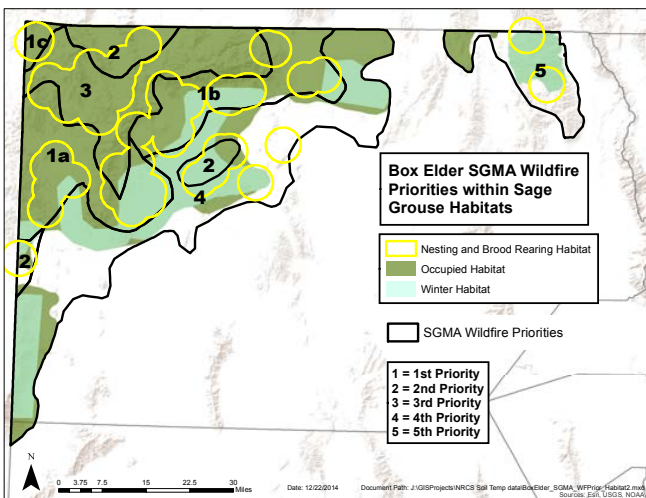 1c
2
3
1b
5
1a
2
4
2
Box Elder SGMA Wildfire
Priorities within Sage
Grouse Habitats
Nesting and Brood Rearing Habitat
Occupied Habitat
Winter Habitat
SGMA Wildfire Priorities
1 = 1st Priority
2 = 2nd Priority
3 = 3rd Priority
4 = 4th Priority
5 = 5th Priority
N
0 3.75 7.5 15 22.5 30
Miles
Date: 12/22/2014
Document Path: J:\GISProjects\NRCS Soil Temp data\BoxElder_SGMA_WFPrior_Habitat2.mxd
Sources: Esri, USGS, NOAA